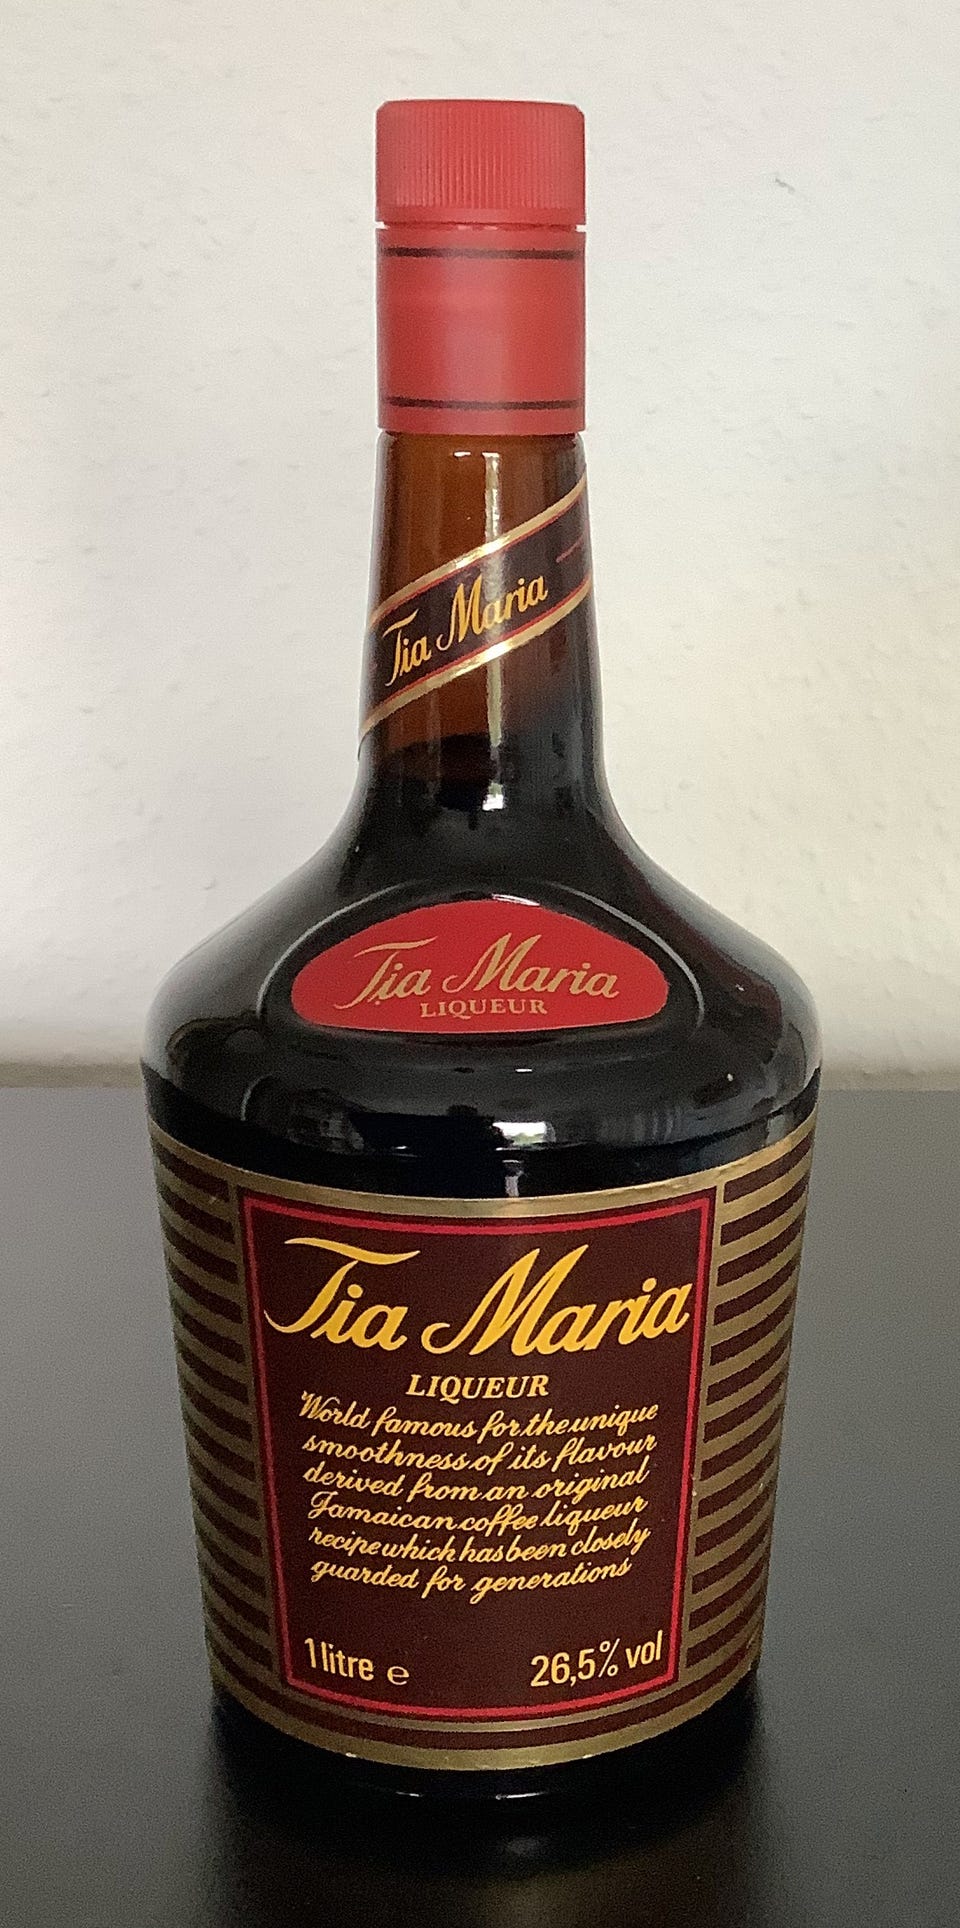 Tia Maria
Tia Maria
LIQUEUR
Tia Maria
LIQUEUR
World famous for the unique
smoothness of its flavour
derived from an original
Jamaican coffee liqueur
recipe which has been closely
guarded for generations
1 litre e
26,5% vol